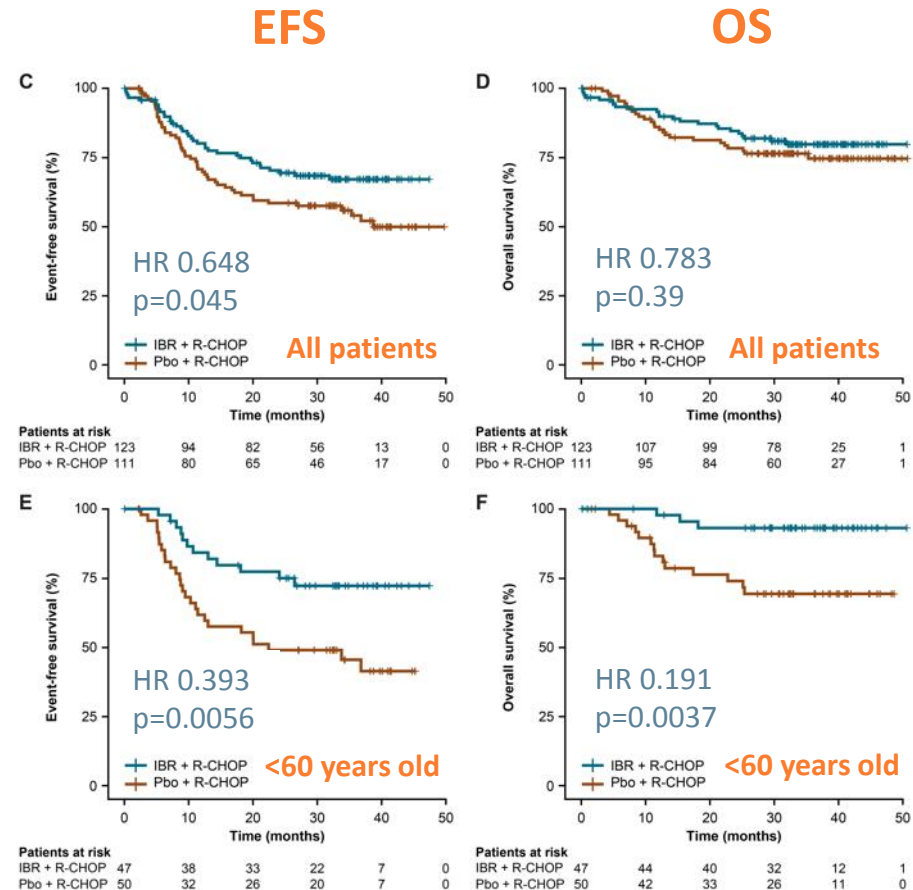 EFS
OS
C
100
75
50
25
0
Event-free survival (%)
HR 0.648
p=0.045
IBR + R-CHOP
Pbo + R-CHOP
All patients
0 10 20 30 40 50
Time (months)
Patients at risk
IBR + R-CHOP 123 94 82 56 13 0
Pbo + R-CHOP 111 80 65 46 17 0
D
100
75
50
25
0
Overall survival (%)
HR 0.783
p=0.39
IBR + R-CHOP
Pbo + R-CHOP
All patients
0 10 20 30 40 50
Time (months)
Patients at risk
IBR + R-CHOP 123 107 99 78 25 1
Pbo + R-CHOP 111 95 84 60 27 1
E
100
75
50
25
0
Event-free survival (%)
HR 0.393
p=0.0056
IBR + R-CHOP
Pbo + R-CHOP
<60 years old
0 10 20 30 40 50
Time (months)
Patients at risk
IBR + R-CHOP 47 38 33 22 7 0
Pbo + R-CHOP 50 32 26 20 7 0
F
100
75
50
25
0
Overall survival (%)
HR 0.191
p=0.0037
IBR + R-CHOP
Pbo + R-CHOP
<60 years old
0 10 20 30 40 50
Time (months)
Patients at risk
IBR + R-CHOP 47 44 40 32 12 1
Pbo + R-CHOP 50 42 33 26 11 0